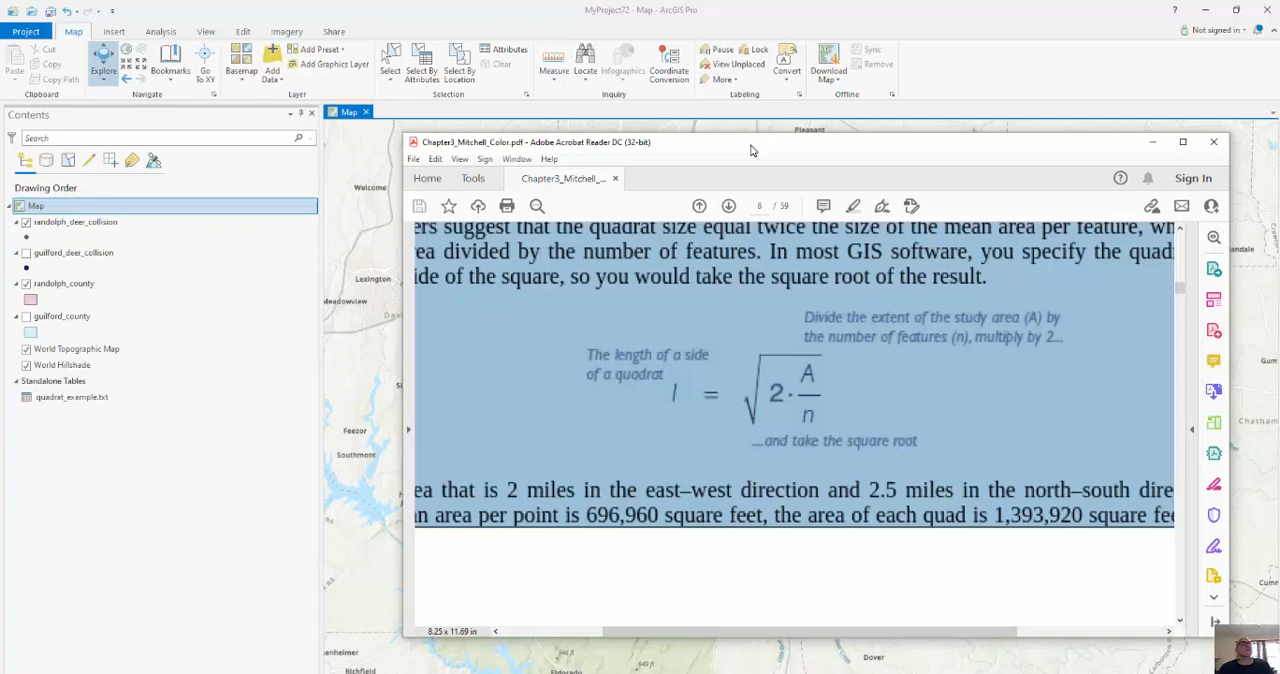 MyProject72 - Map - ArcGIS Pro
Project Map Insert Analysis View Edit Imagery Share
Not signed in
Paste
Cut
Copy
Copy Path
Clipboard
Explore
Bookmarks
Go To XY
Navigate
Basemap
Add Data
Add Preset
Add Graphics Layer
Layer
Select
Select By Attributes
Select By Location
Attributes
Clear
Selection
Measure
Locate
Infographics
Coordinate Conversion
Inquiry
Pause Lock
View Unplaced
More
Convert
Labeling
Download Map
Sync
Remove
Offline
Contents
Search
Drawing Order
Map
randolph_deer_collision
guilford_deer_collision
randolph_county
guilford_county
World Topographic Map
World Hillshade
Standalone Tables
quadrat_example.txt
Map
Pleasant
Welcome
Lexington
Feezor
Southmont
Richfield
Dover
Chatham
946 ft
649 ft
Chapter3_Mitchell_Color.pdf - Adobe Acrobat Reader DC (32-bit)
File Edit View Sign Window Help
Home Tools Chapter3_Mitchell_... Sign In
8 / 59
ers suggest that the quadrat size equal twice the size of the mean area per feature, wh
ea divided by the number of features. In most GIS software, you specify the quadr
ide of the square, so you would take the square root of the result.
Divide the extent of the study area (A) by
the number of features (n), multiply by 2...
The length of a side
of a quadrat
l = √ 2 · A
n
....and take the square root
ea that is 2 miles in the east–west direction and 2.5 miles in the north–south dire
n area per point is 696,960 square feet, the area of each quad is 1,393,920 square fee
8.25 x 11.69 in